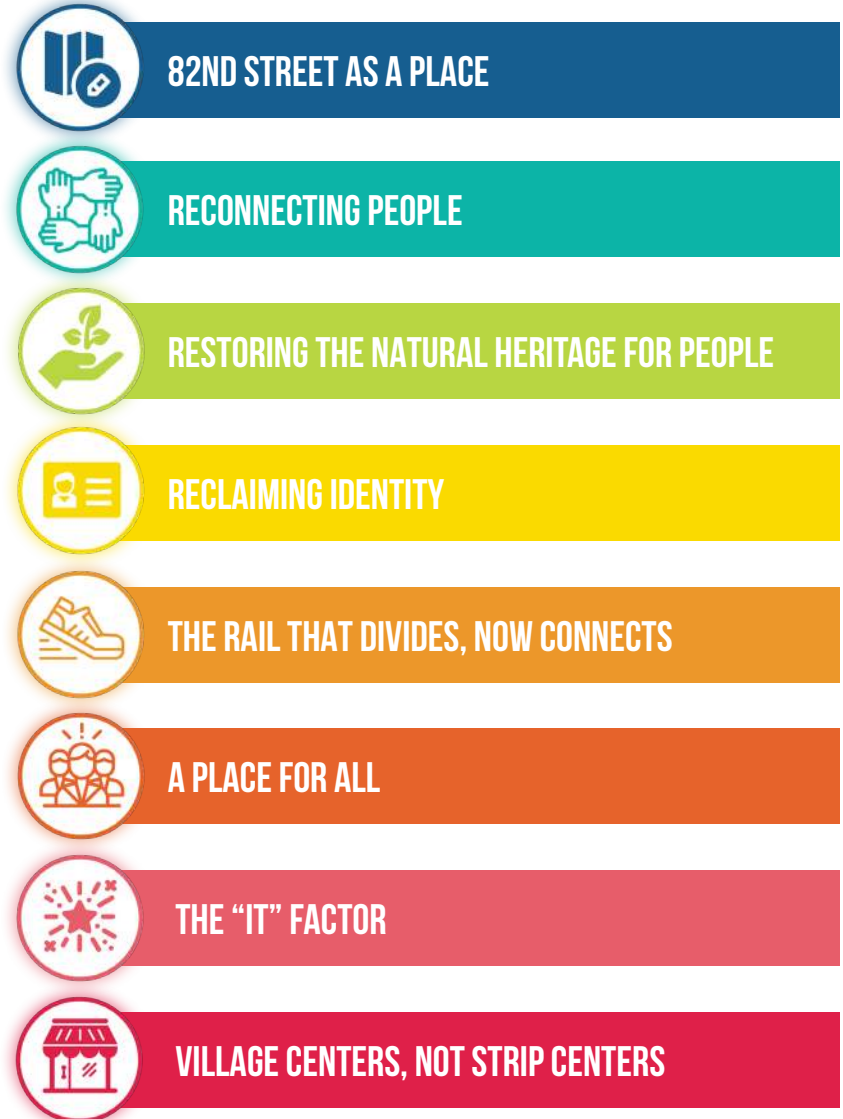 82ND STREET AS A PLACE
RECONNECTING PEOPLE
RESTORING THE NATURAL HERITAGE FOR PEOPLE
RECLAIMING IDENTITY
THE RAIL THAT DIVIDES, NOW CONNECTS
A PLACE FOR ALL
THE “IT” FACTOR
VILLAGE CENTERS, NOT STRIP CENTERS